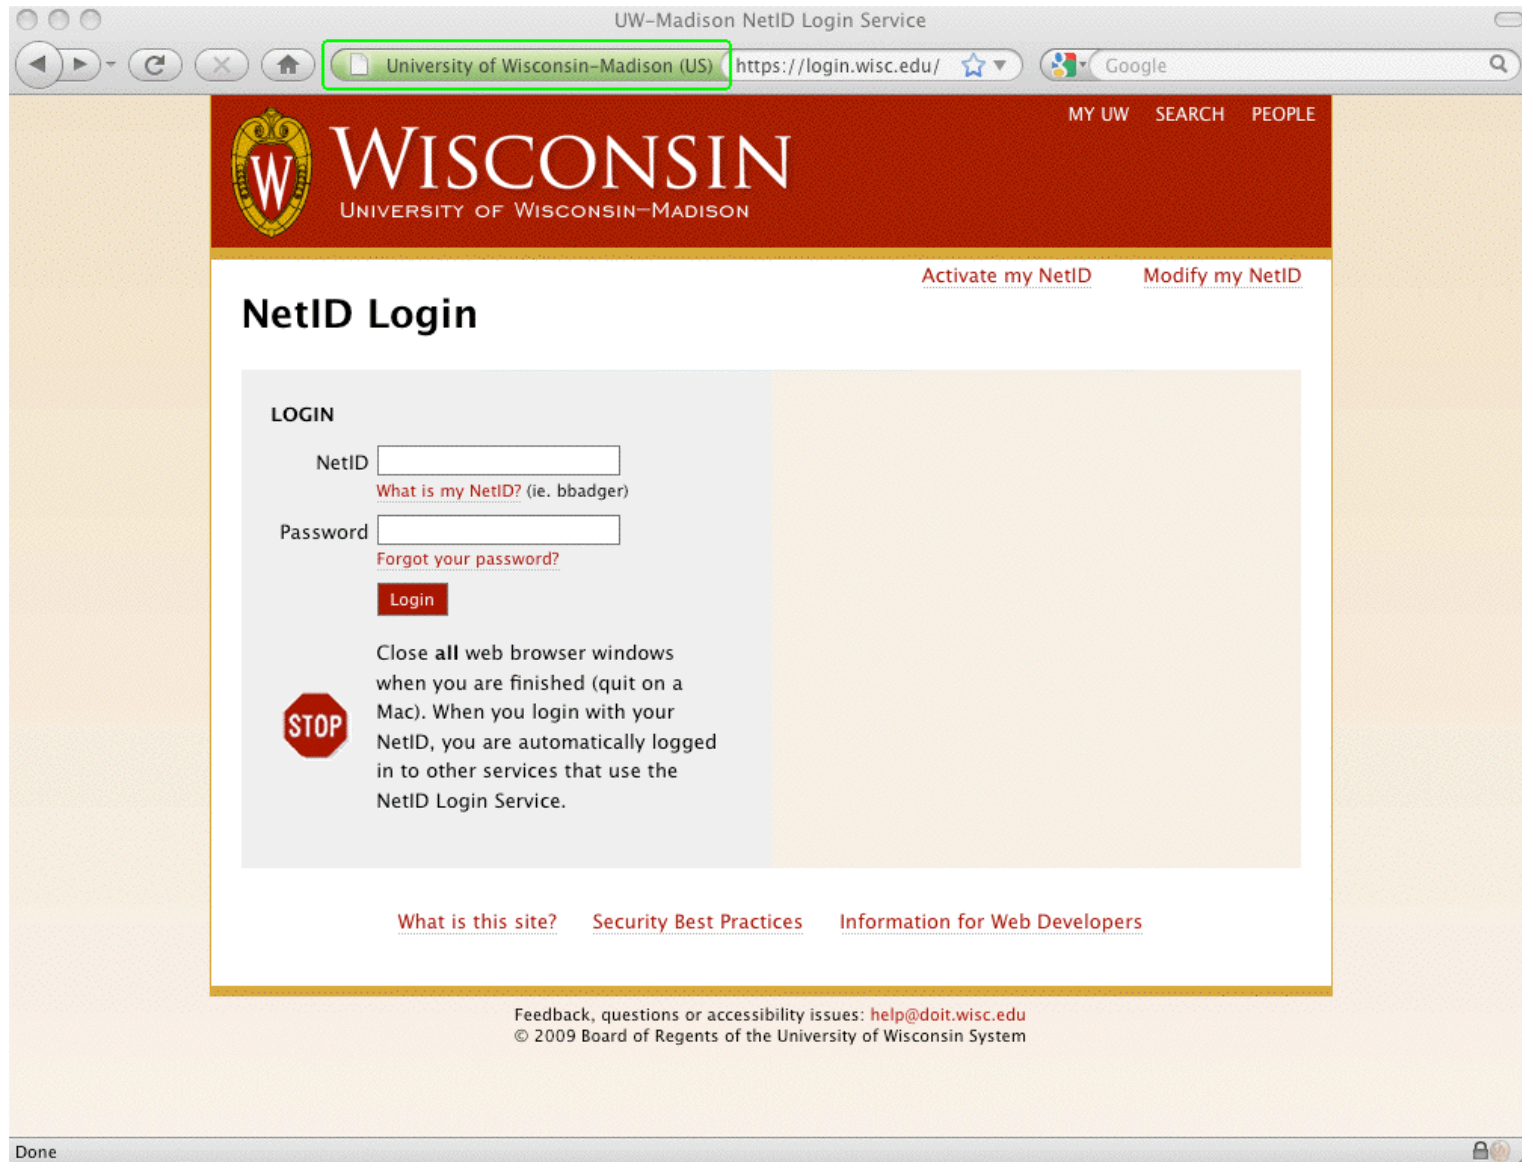 UW-Madison NetID Login Service
University of Wisconsin-Madison (US) https://login.wisc.edu/ Google
MY UW SEARCH PEOPLE
W
WISCONSIN
UNIVERSITY OF WISCONSIN-MADISON
Activate my NetID Modify my NetID
NetID Login
LOGIN
NetID
What is my NetID? (ie. bbadger)
Password
Forgot your password?
Login
Close all web browser windows
when you are finished (quit on a
Mac). When you login with your
STOP
NetID, you are automatically logged
in to other services that use the
NetID Login Service.
What is this site? Security Best Practices Information for Web Developers
Feedback, questions or accessibility issues: help@doit.wisc.edu
© 2009 Board of Regents of the University of Wisconsin System
Done